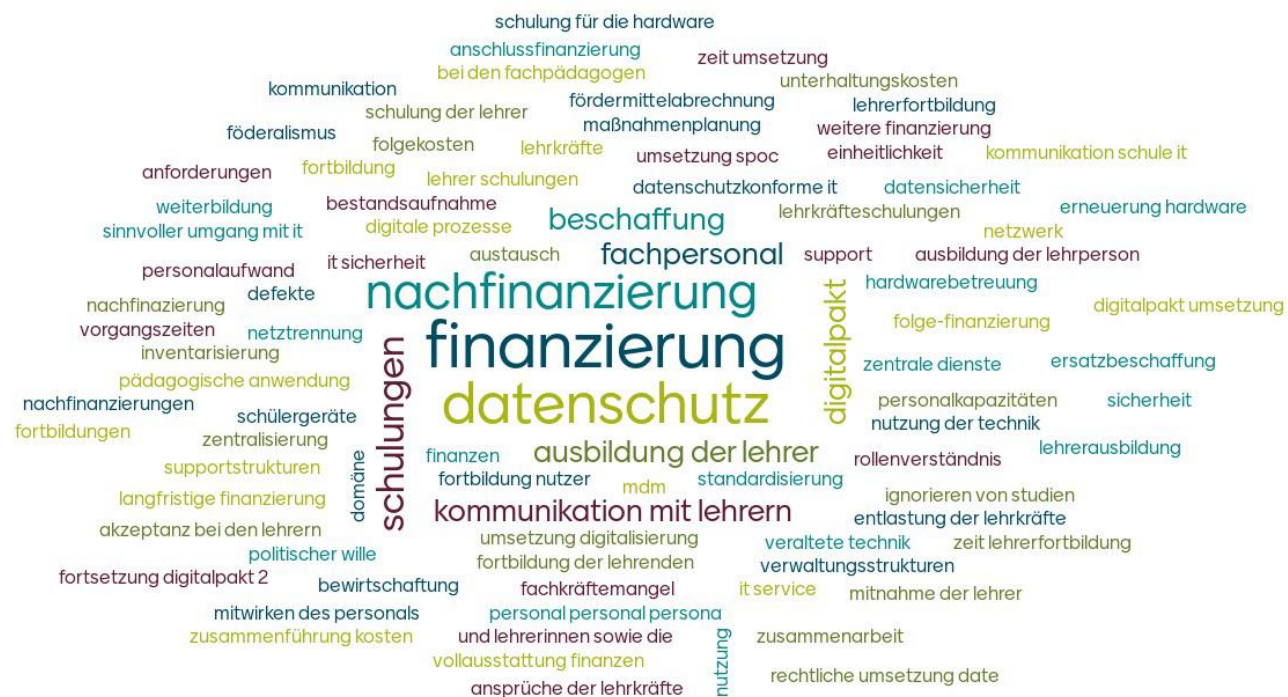 schulung für die hardware
anschlussfinanzierung
zeit umsetzung
bei den fachpädagogen
unterhaltungskosten
kommunikation
fördermittelabrechnung
lehrerfortbildung
schulung der lehrer
maßnahmenplanung
weitere finanzierung
föderalismus
folgekosten
lehrkräfte
umsetzung spoc
einheitlichkeit
kommunikation schule it
anforderungen
fortbildung
lehrer schulungen
datenschutzkonforme it
datensicherheit
weiterbildung
bestandsaufnahme
beschaffung
lehrkräfteschulungen
erneuerung hardware
sinnvoller umgang mit it
digitale prozesse
netzwerk
personalaufwand
it sicherheit
austausch
fachpersonal
support
ausbildung der lehrperson
nachfinazierung
defekte
nachfinanzierung
digitalpakt
hardwarebetreuung
digitalpakt umsetzung
vorgangszeiten
netztrennung
folge-finanzierung
inventarisierung
schulungen
finanzierung
zentrale dienste
ersatzbeschaffung
pädagogische anwendung
datenschutz
personalkapazitäten
sicherheit
nachfinanzierungen
schülergeräte
nutzung der technik
fortbildungen
zentralisierung
finanzen
ausbildung der lehrer
rollenverständnis
lehrerausbildung
supportstrukturen
domäne
fortbildung nutzer
mdm
standardisierung
langfristige finanzierung
kommunikation mit lehrern
ignorieren von studien
entlastung der lehrkräfte
akzeptanz bei den lehrern
umsetzung digitalisierung
veraltete technik
zeit lehrerfortbildung
politischer wille
fortbildung der lehrenden
verwaltungsstrukturen
fortsetzung digitalpakt 2
bewirtschaftung
fachkräftemangel
it service
mitnahme der lehrer
mitwirken des personals
personal personal persona
zusammenführung kosten
und lehrerinnen sowie die
nutzung
zusammenarbeit
vollausstattung finanzen
rechtliche umsetzung date
ansprüche der lehrkräfte